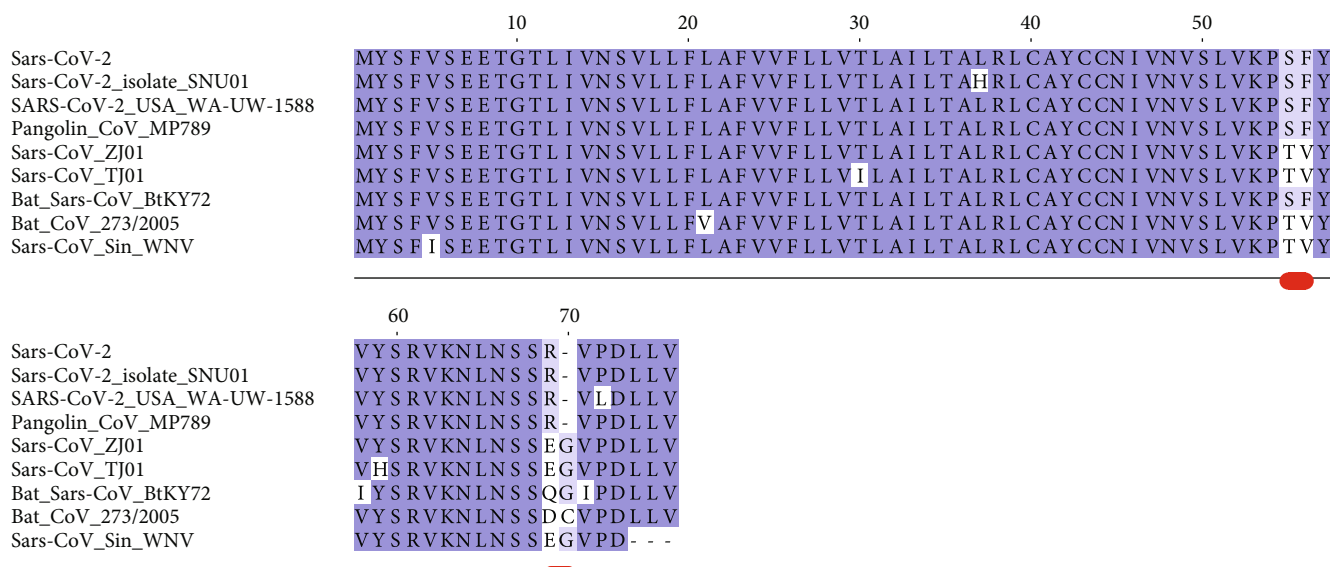 10 20 30 40 50
Sars-CoV-2 MYSFVSEETGTLIVNSVLLFLAFVVFLLVTLAILTALRLCAYCCNIVNVSLVKPSFY
Sars-CoV-2_isolate_SNU01 MYSFVSEETGTLIVNSVLLFLAFVVFLLVTLAILTAHRLCAYCCNIVNVSLVKPSFY
SARS-CoV-2_USA_WA-UW-1588 MYSFVSEETGTLIVNSVLLFLAFVVFLLVTLAILTALRLCAYCCNIVNVSLVKPSFY
Pangolin_CoV_MP789 MYSFVSEETGTLIVNSVLLFLAFVVFLLVTLAILTALRLCAYCCNIVNVSLVKPSFY
Sars-CoV_ZJ01 MYSFVSEETGTLIVNSVLLFLAFVVFLLVTLAILTALRLCAYCCNIVNVSLVKPTVY
Sars-CoV_TJ01 MYSFVSEETGTLIVNSVLLFLAFVVFLLVILAILTALRLCAYCCNIVNVSLVKPTVY
Bat_Sars-CoV_BtKY72 MYSFVSEETGTLIVNSVLLFLAFVVFLLVTLAILTALRLCAYCCNIVNVSLVKPSFY
Bat_CoV_273/2005 MYSFVSEETGTLIVNSVLLFVAFVVFLLVTLAILTALRLCAYCCNIVNVSLVKPTVY
Sars-CoV_Sin_WNV MYSFISEETGTLIVNSVLLFLAFVVFLLVTLAILTALRLCAYCCNIVNVSLVKPTVY
60 70
Sars-CoV-2 VYSRVKNLNSSR-VPDLLV
Sars-CoV-2_isolate_SNU01 VYSRVKNLNSSR-VPDLLV
SARS-CoV-2_USA_WA-UW-1588 VYSRVKNLNSSR-VLDLLV
Pangolin_CoV_MP789 VYSRVKNLNSSR-VPDLLV
Sars-CoV_ZJ01 VYSRVKNLNSSEGVPDLLV
Sars-CoV_TJ01 VHSRVKNLNSSEGVPDLLV
Bat_Sars-CoV_BtKY72 IYSRVKNLNSSQGIPDLLV
Bat_CoV_273/2005 VYSRVKNLNSSDCVPDLLV
Sars-CoV_Sin_WNV VYSRVKNLNSSEGVPD---